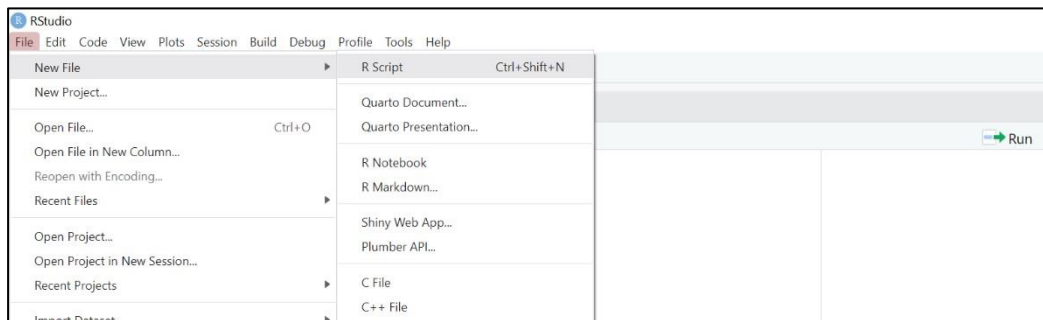 R RStudio
File Edit Code View Plots Session Build Debug Profile Tools Help
New File
New Project...
Open File... Ctrl+O
Open File in New Column...
Reopen with Encoding...
Recent Files
Open Project...
Open Project in New Session...
Recent Projects
Import Dataset
R Script Ctrl+Shift+N
Quarto Document...
Quarto Presentation...
R Notebook
R Markdown...
Shiny Web App...
Plumber API...
C File
C++ File
Run